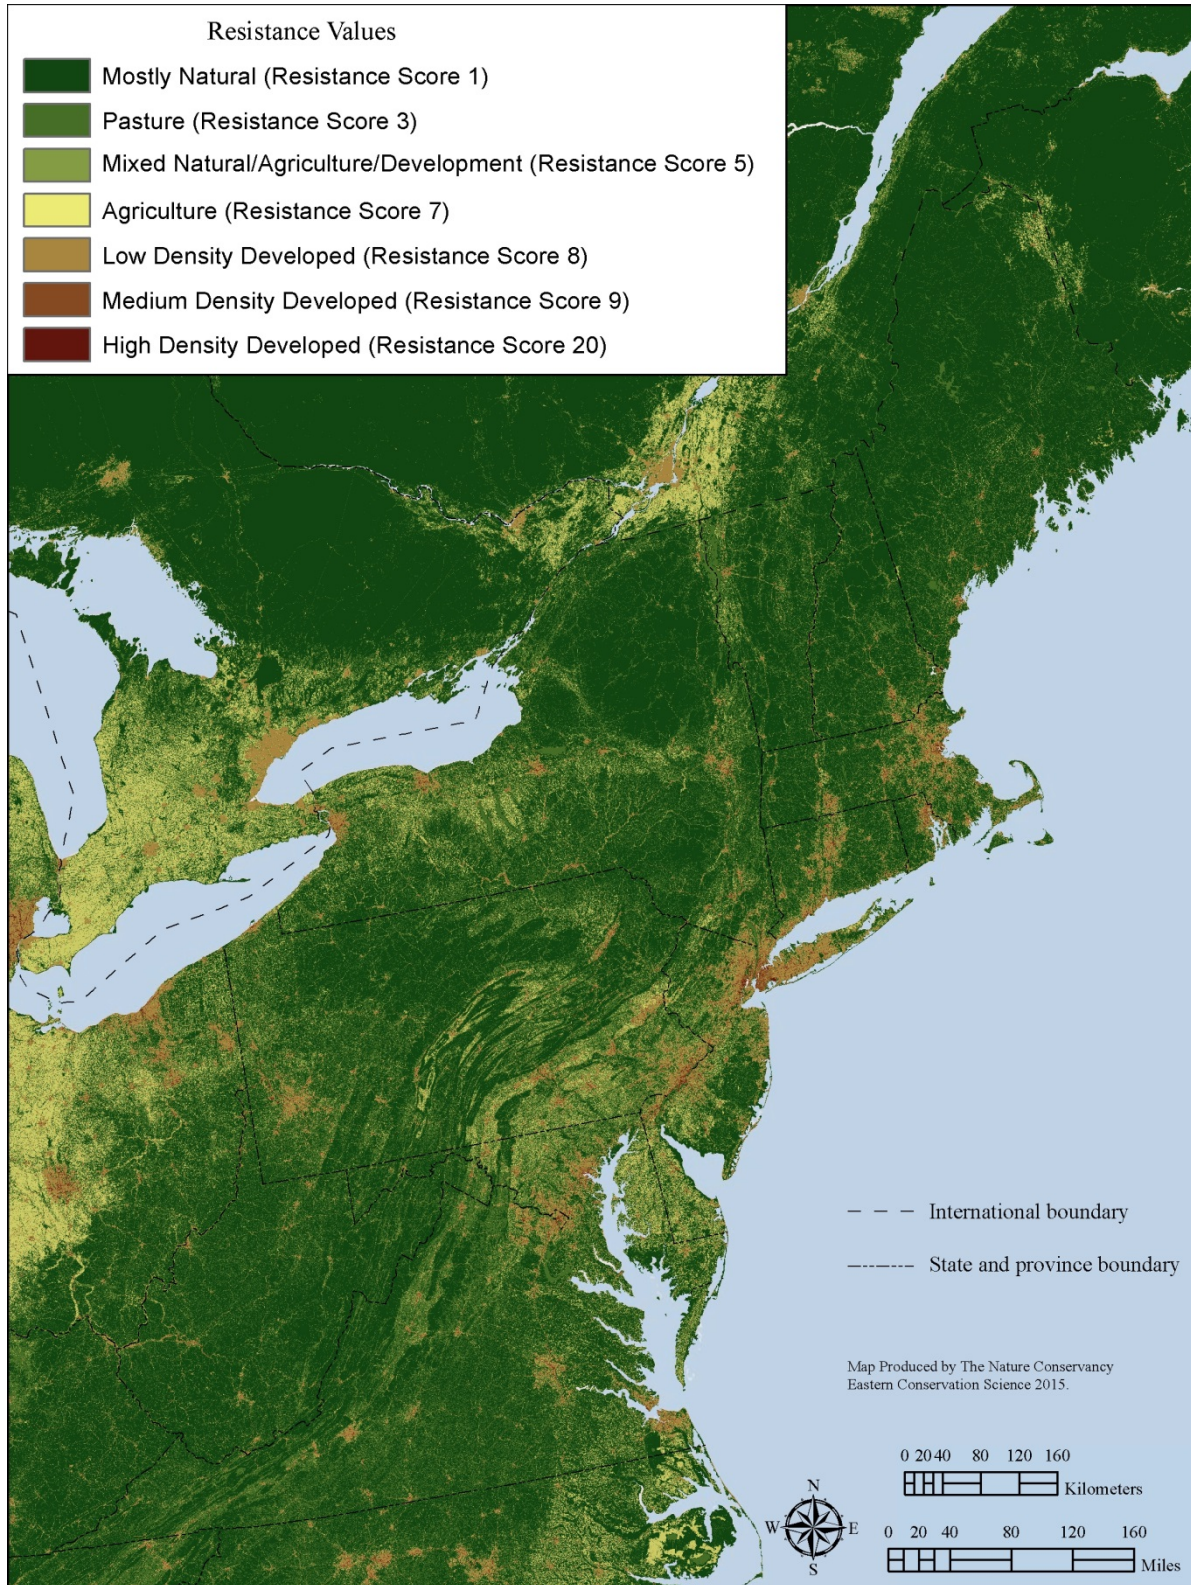 Resistance Values
Mostly Natural (Resistance Score 1)
Pasture (Resistance Score 3)
Mixed Natural/Agriculture/Development (Resistance Score 5)
Agriculture (Resistance Score 7)
Low Density Developed (Resistance Score 8)
Medium Density Developed (Resistance Score 9)
High Density Developed (Resistance Score 20)
International boundary
State and province boundary
Map Produced by The Nature Conservancy
Eastern Conservation Science 2015.
0 20 40 80 120 160
Kilometers
N
W E
S
0 20 40 80 120 160
Miles